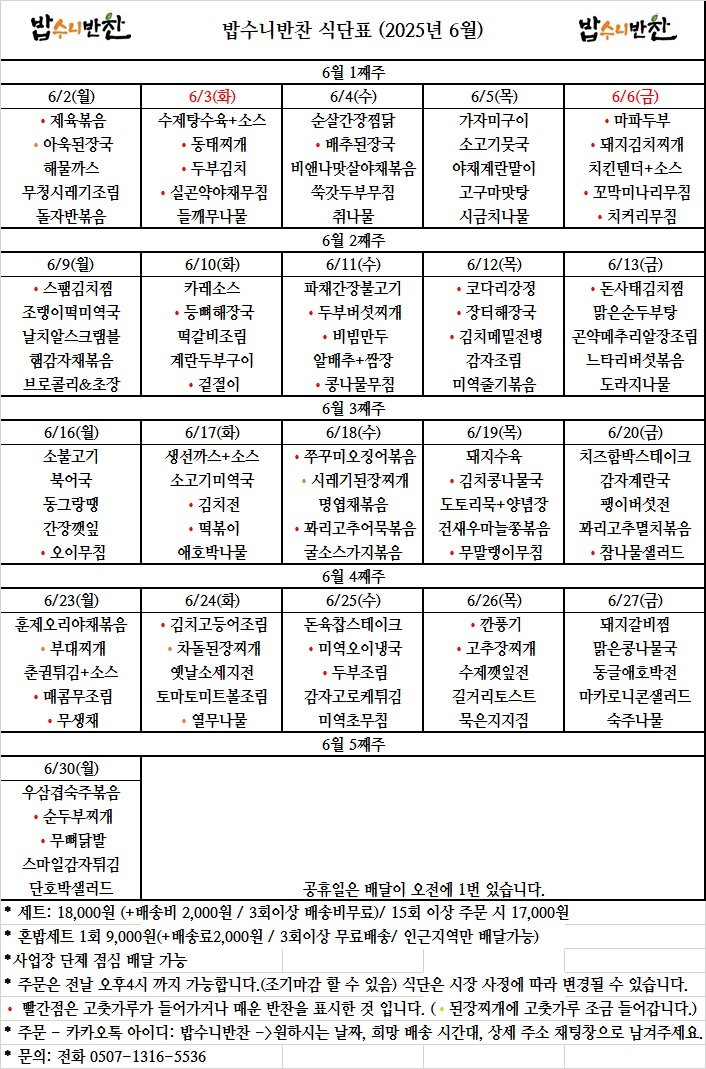 밥수니반찬 밥수니반찬 식단표 (2025년 6월) 밥수니반찬
6월 1째주
6/2(월) 6/3(화) 6/4(수) 6/5(목) 6/6(금)
• 제육볶음 수제탕수육+소스 순살간장찜닭 가자미구이 • 마파두부
• 아욱된장국 • 동태찌개 • 배추된장국 소고기뭇국 • 돼지김치찌개
해물까스 • 두부김치 비앤나맛살야채볶음 야채계란말이 치킨텐더+소스
무청시레기조림 • 실곤약야채무침 쑥갓두부무침 고구마맛탕 • 꼬막미나리무침
돌자반볶음 들깨무나물 취나물 시금치나물 • 치커리무침
6월 2째주
6/9(월) 6/10(화) 6/11(수) 6/12(목) 6/13(금)
• 스팸김치찜 카레소스 파채간장불고기 • 코다리강정 • 돈사태김치찜
조랭이떡미역국 • 등뼈해장국 • 두부버섯찌개 • 장터해장국 맑은순두부탕
날치알스크램블 떡갈비조림 • 비빔만두 • 김치메밀전병 곤약메추리알장조림
햄감자채볶음 계란두부구이 알배추+쌈장 감자조림 느타리버섯볶음
브로콜리&초장 • 겉절이 • 콩나물무침 미역줄기볶음 도라지나물
6월 3째주
6/16(월) 6/17(화) 6/18(수) 6/19(목) 6/20(금)
소불고기 생선까스+소스 • 쭈꾸미오징어볶음 돼지수육 치즈함박스테이크
북어국 소고기미역국 • 시레기된장찌개 • 김치콩나물국 감자계란국
동그랑땡 • 김치전 명엽채볶음 도토리묵+양념장 팽이버섯전
간장깻잎 • 떡볶이 • 꽈리고추어묵볶음 건새우마늘쫑볶음 꽈리고추멸치볶음
• 오이무침 애호박나물 굴소스가지볶음 • 무말랭이무침 • 참나물샐러드
6월 4째주
6/23(월) 6/24(화) 6/25(수) 6/26(목) 6/27(금)
훈제오리야채볶음 • 김치고등어조림 돈육찹스테이크 • 깐풍기 돼지갈비찜
• 부대찌개 • 차돌된장찌개 • 미역오이냉국 • 고추장찌개 맑은콩나물국
춘권튀김+소스 옛날소세지전 • 두부조림 수제깻잎전 동글애호박전
• 매콤무조림 토마토미트볼조림 감자고로케튀김 길거리토스트 마카로니콘샐러드
• 무생채 • 열무나물 미역초무침 묵은지지짐 숙주나물
6월 5째주
6/30(월)
우삼겹숙주볶음
• 순두부찌개
• 무뼈닭발
스마일감자튀김
단호박샐러드 공휴일은 배달이 오전에 1번 있습니다.
* 세트: 18,000원 (+배송비 2,000원 / 3회이상 배송비무료)/ 15회 이상 주문 시 17,000원
* 혼밥세트 1회 9,000원(+배송료2,000원 / 3회이상 무료배송/ 인근지역만 배달가능)
*사업장 단체 점심 배달 가능
* 주문은 전날 오후4시 까지 가능합니다.(조기마감 할 수 있음) 식단은 시장 사정에 따라 변경될 수 있습니다.
• 빨간점은 고춧가루가 들어가거나 매운 반찬을 표시한 것 입니다. (• 된장찌개에 고춧가루 조금 들어갑니다.)
* 주문 - 카카오톡 아이디: 밥수니반찬 ->원하시는 날짜, 희망 배송 시간대, 상세 주소 채팅창으로 남겨주세요.
* 문의: 전화 0507-1316-5536